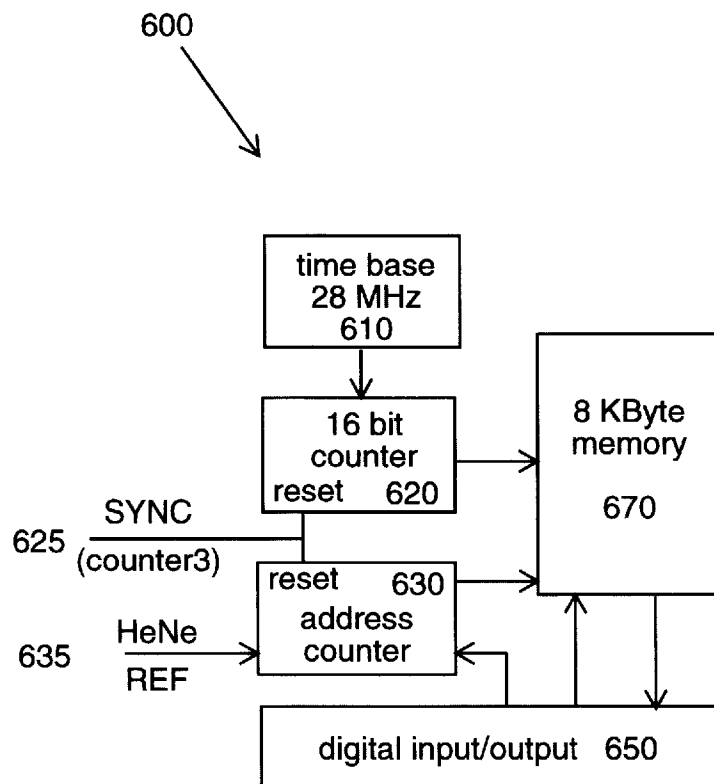 600
time base
28 MHz
610
16 bit
counter
reset 620
8 KByte
memory
670
SYNC
625
(counter3)
reset 630
address
counter
HeNe
635
REF
digital input/output 650